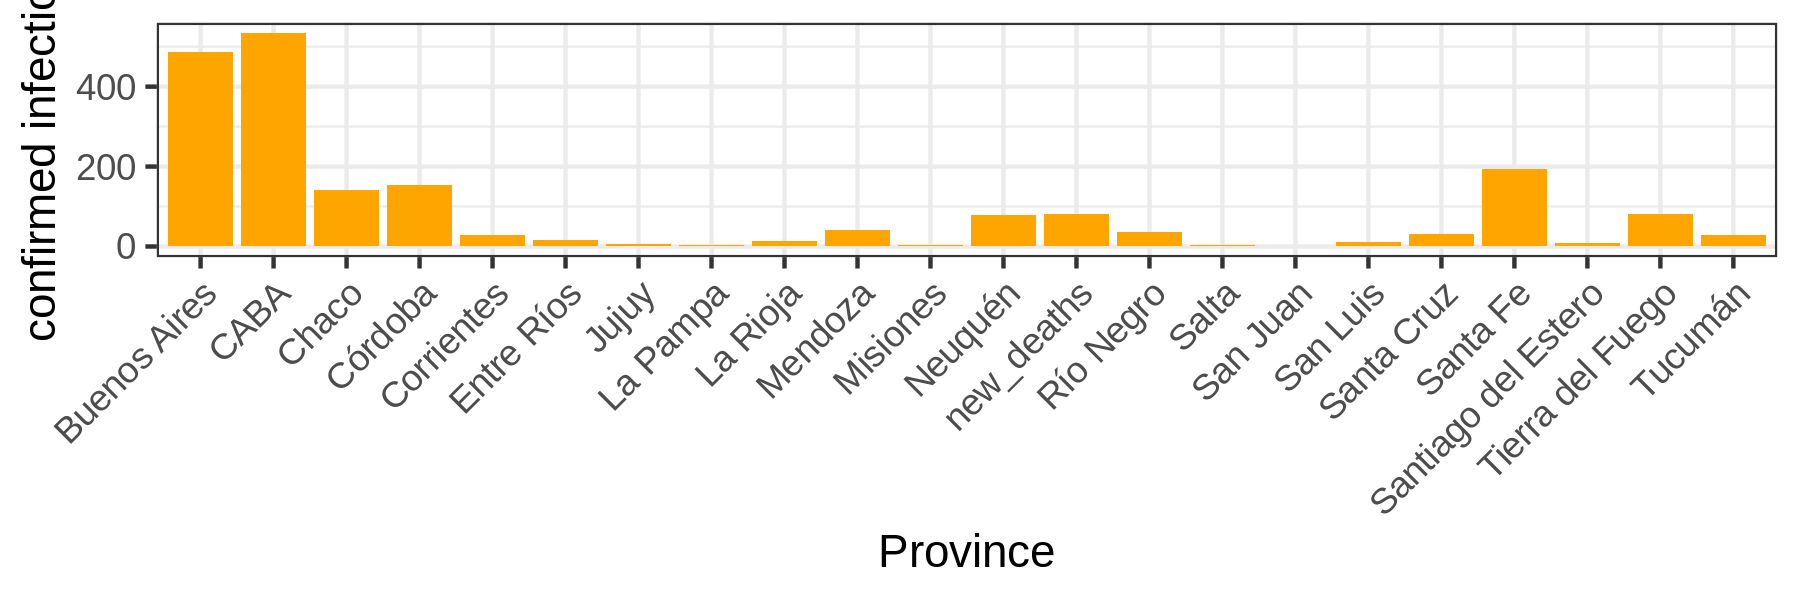 confirmed infectio
400
200
0
Buenos Aires
CABA
Chaco
Córdoba
Corrientes
Entre Ríos
Jujuy
La Pampa
La Rioja
Mendoza
Misiones
Neuquén
new_deaths
Río Negro
Salta
San Juan
San Luis
Santa Cruz
Santa Fe
Santiago del Estero
Tierra del Fuego
Tucumán
Province